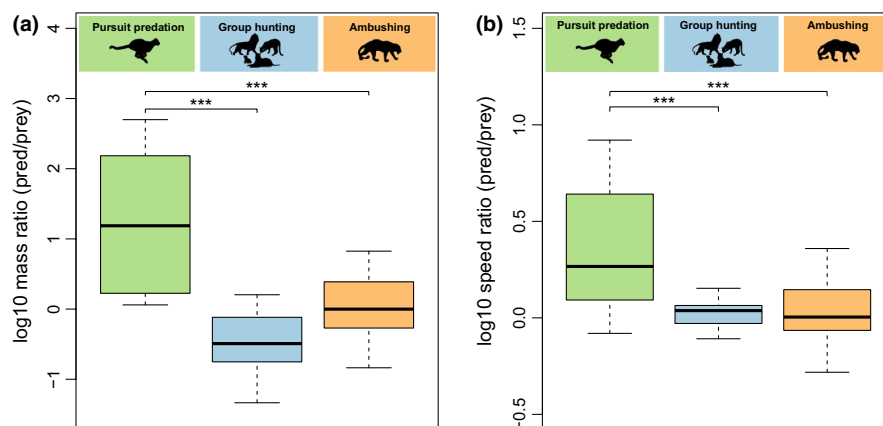 (a)
Pursuit predation
Group hunting
Ambushing
***
***
log10 mass ratio (pred/prey)
4
3
2
1
0
−1
(b)
Pursuit predation
Group hunting
Ambushing
***
***
log10 speed ratio (pred/prey)
1.5
1.0
0.5
0.0
−0.5